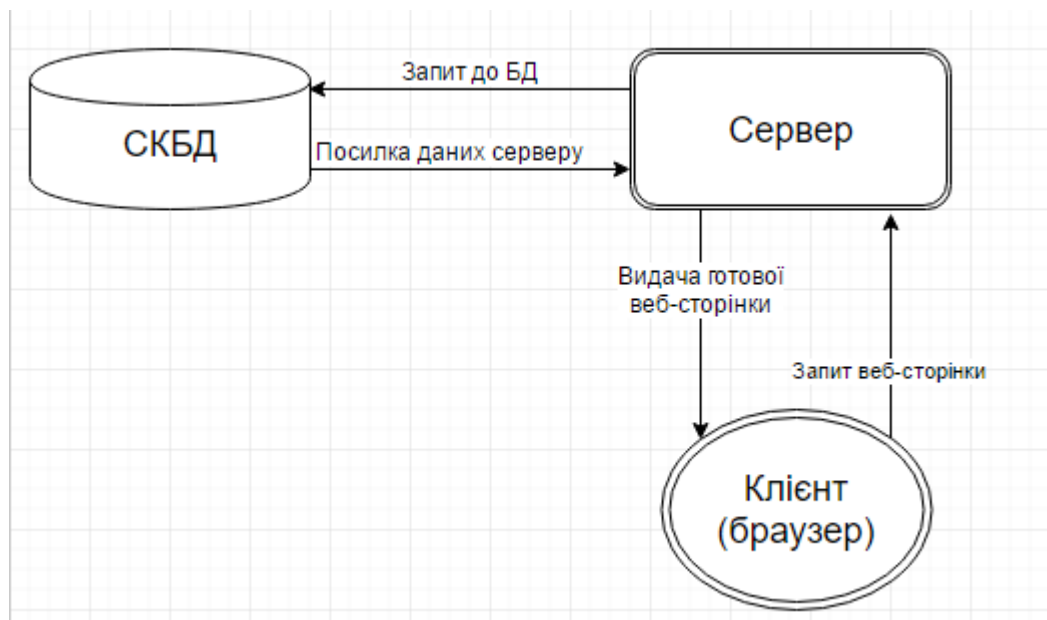 Запит до БД
СКБД
Сервер
Посилка даних серверу
Видача готової
веб-сторінки
Запит веб-сторінки
Клієнт
(браузер)